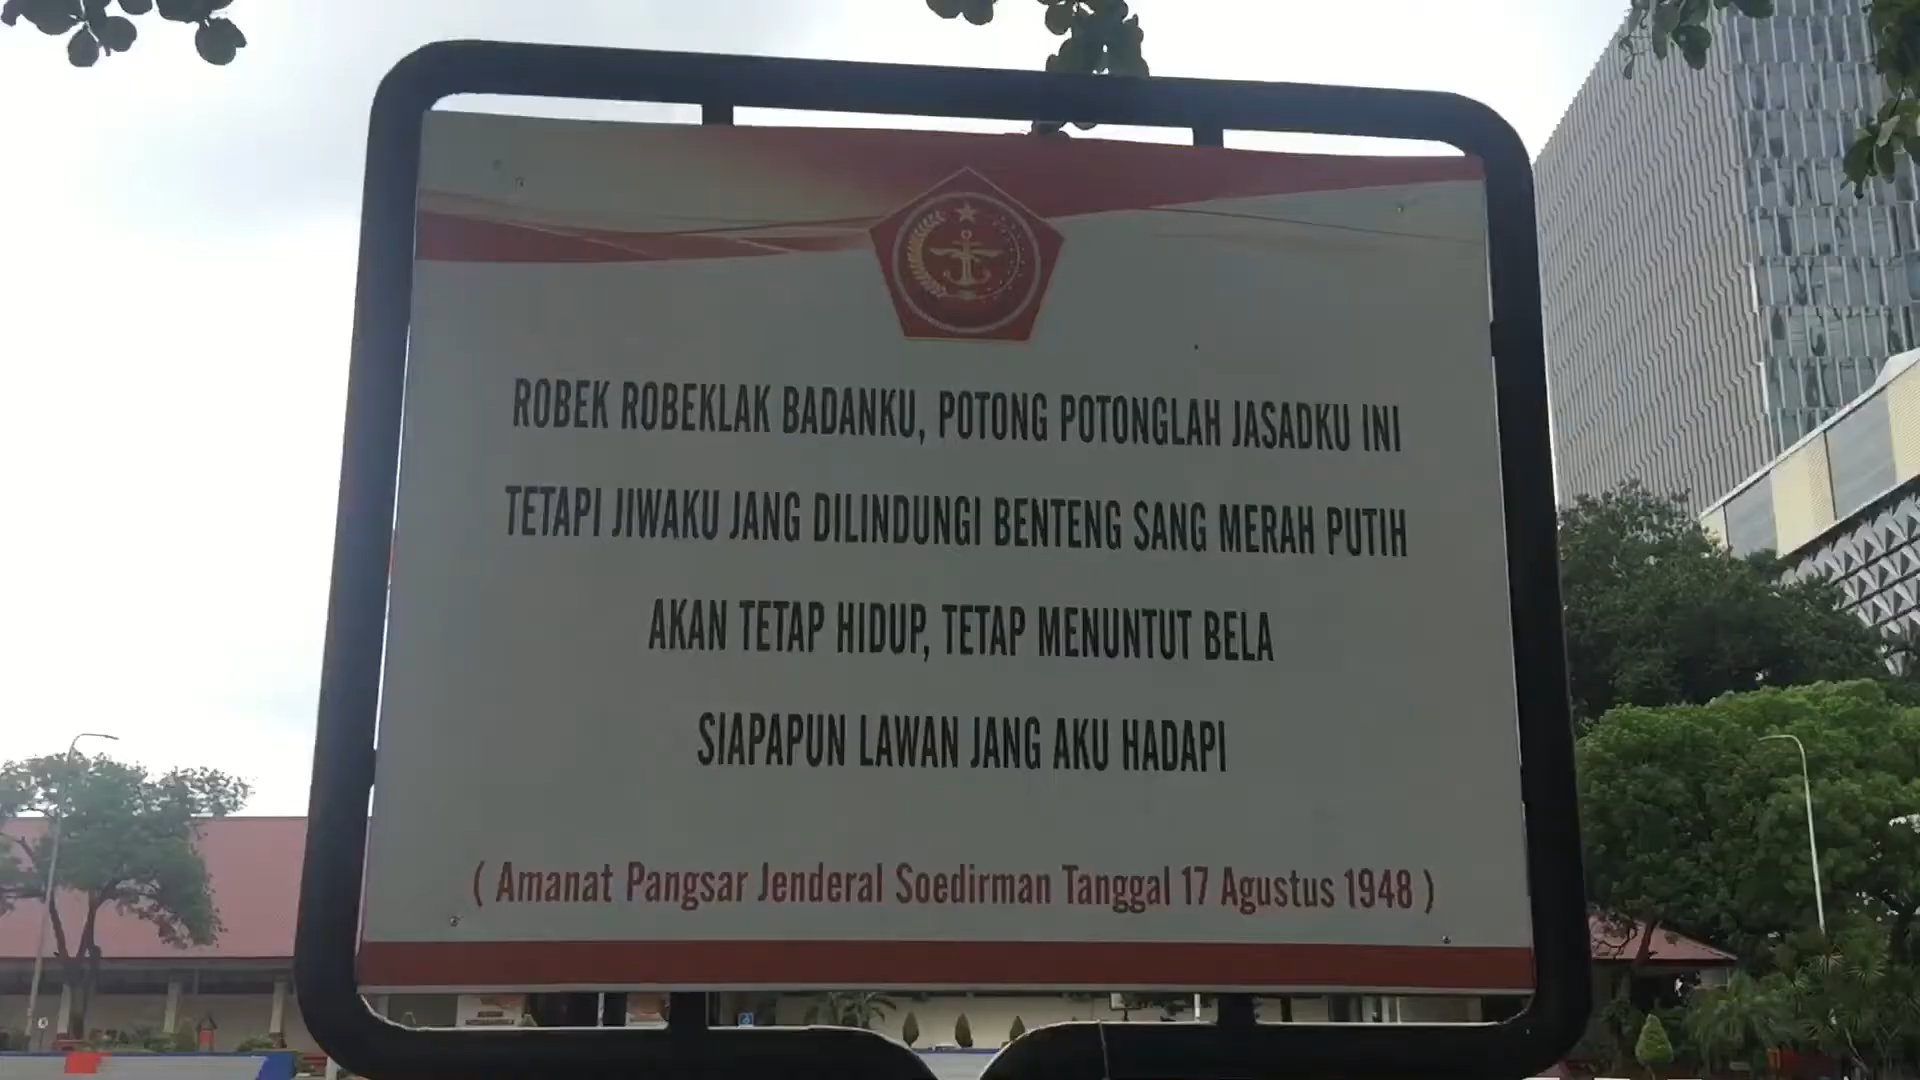 ROBEK ROBEKLAK BADANKU, POTONG POTONGLAH JASADKU INI
TETAPI JIWAKU JANG DILINDUNGI BENTENG SANG MERAH PUTIH
AKAN TETAP HIDUP, TETAP MENUNTUT BELA
SIAPAPUN LAWAN JANG AKU HADAPI
( Amanat Pangsar Jenderal Soedirman Tanggal 17 Agustus 1948 )